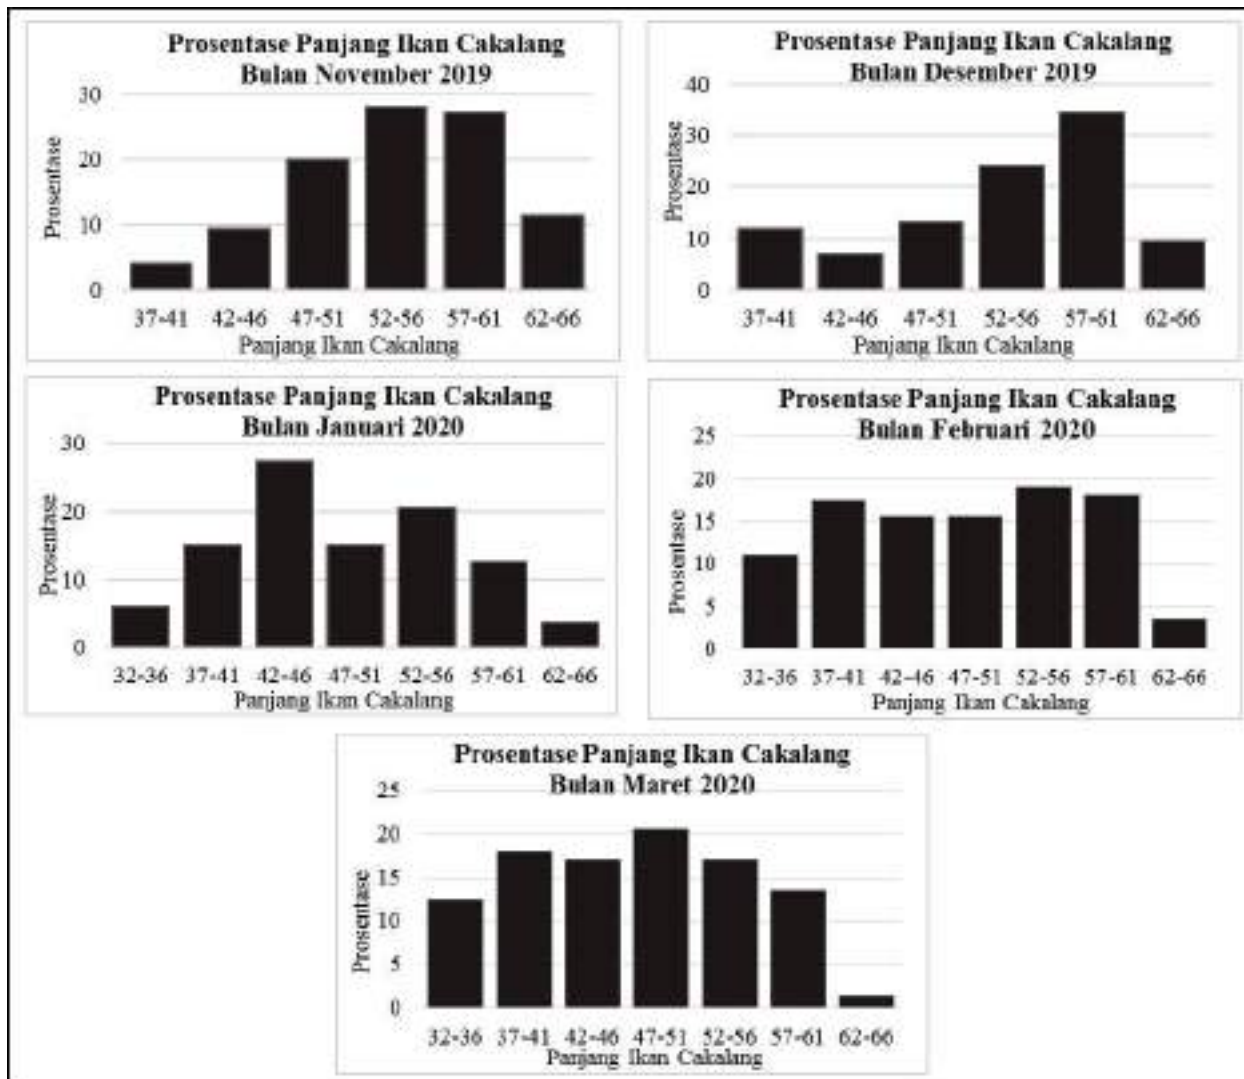 Prosentase Panjang Ikan Cakalang
Bulan November 2019
30
20
10
0
Prosentase
37-41 42-46 47-51 52-56 57-61 62-66
Panjang Ikan Cakalang
Prosentase Panjang Ikan Cakalang
Bulan Desember 2019
40
30
20
10
0
Prosentase
37-41 42-46 47-51 52-56 57-61 62-66
Panjang Ikan Cakalang
Prosentase Panjang Ikan Cakalang
Bulan Januari 2020
30
20
10
0
Prosentase
32-36 37-41 42-46 47-51 52-56 57-61 62-66
Panjang Ikan Cakalang
Prosentase Panjang Ikan Cakalang
Bulan Februari 2020
25
20
15
10
5
0
Prosentase
32-36 37-41 42-46 47-51 52-56 57-61 62-66
Panjang Ikan Cakalang
Prosentase Panjang Ikan Cakalang
Bulan Maret 2020
25
20
15
10
5
0
Prosentase
32-36 37-41 42-46 47-51 52-56 57-61 62-66
Panjang Ikan Cakalang